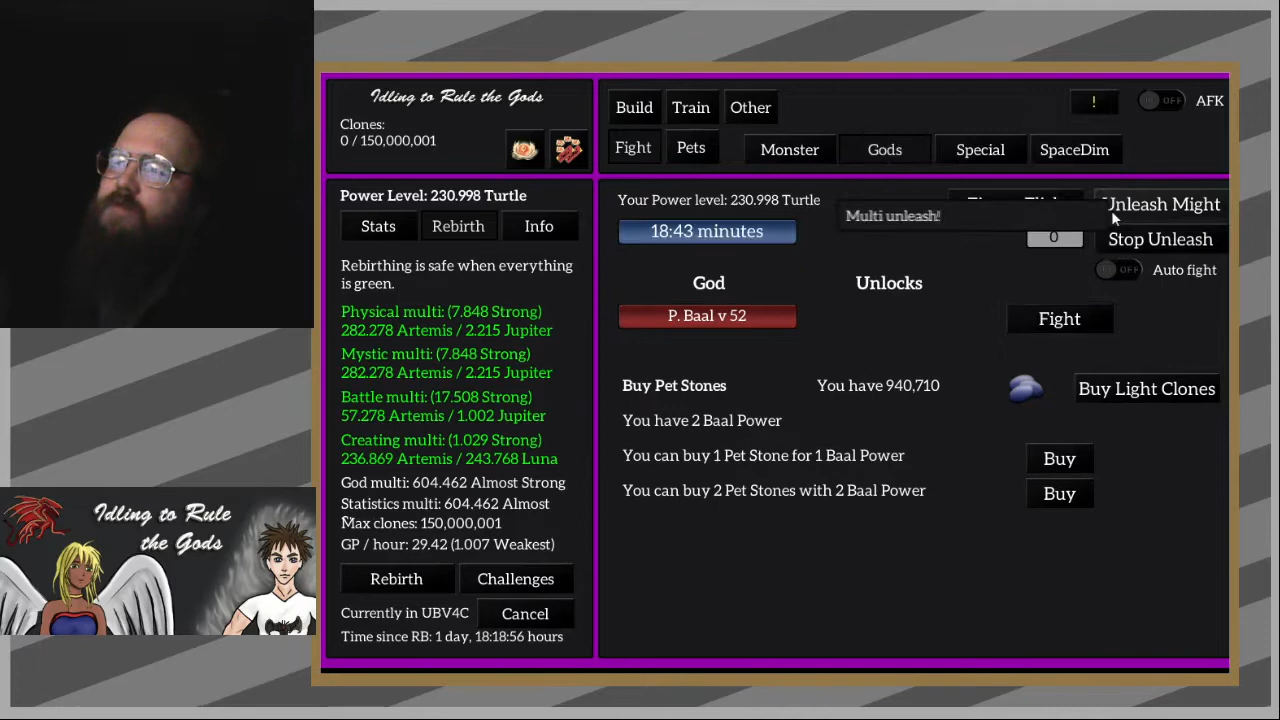 Idling to Rule the Gods
Clones:
0 / 150,000,001
Build
Train
Other
!
OFF
AFK
Fight
Pets
Monster
Gods
Special
SpaceDim
Power Level: 230.998 Turtle
Stats
Rebirth
Info
Rebirthing is safe when everything
is green.
Physical multi: (7.848 Strong)
282.278 Artemis / 2.215 Jupiter
Mystic multi: (7.848 Strong)
282.278 Artemis / 2.215 Jupiter
Battle multi: (17.508 Strong)
57.278 Artemis / 1.002 Jupiter
Creating multi: (1.029 Strong)
236.869 Artemis / 243.768 Luna
God multi: 604.462 Almost Strong
Statistics multi: 604.462 Almost
Max clones: 150,000,001
GP / hour: 29.42 (1.007 Weakest)
Rebirth
Challenges
Currently in UBV4C
Cancel
Time since RB: 1 day, 18:18:56 hours
Your Power level: 230.998 Turtle
Multi unleash!
Unleash Might
18:43 minutes
0
Stop Unleash
OFF
Auto fight
God
Unlocks
P. Baal v 52
Fight
Buy Pet Stones
You have 940,710
Buy Light Clones
You have 2 Baal Power
You can buy 1 Pet Stone for 1 Baal Power
Buy
You can buy 2 Pet Stones with 2 Baal Power
Buy
Idling to Rule
the Gods